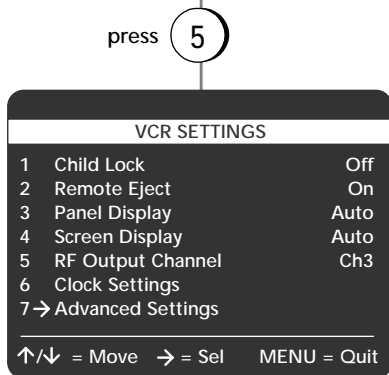 press 5
VCR SETTINGS
1 Child Lock Off
2 Remote Eject On
3 Panel Display Auto
4 Screen Display Auto
5 RF Output Channel Ch3
6 Clock Settings
7→ Advanced Settings
↑/↓ = Move → = Sel MENU = Quit